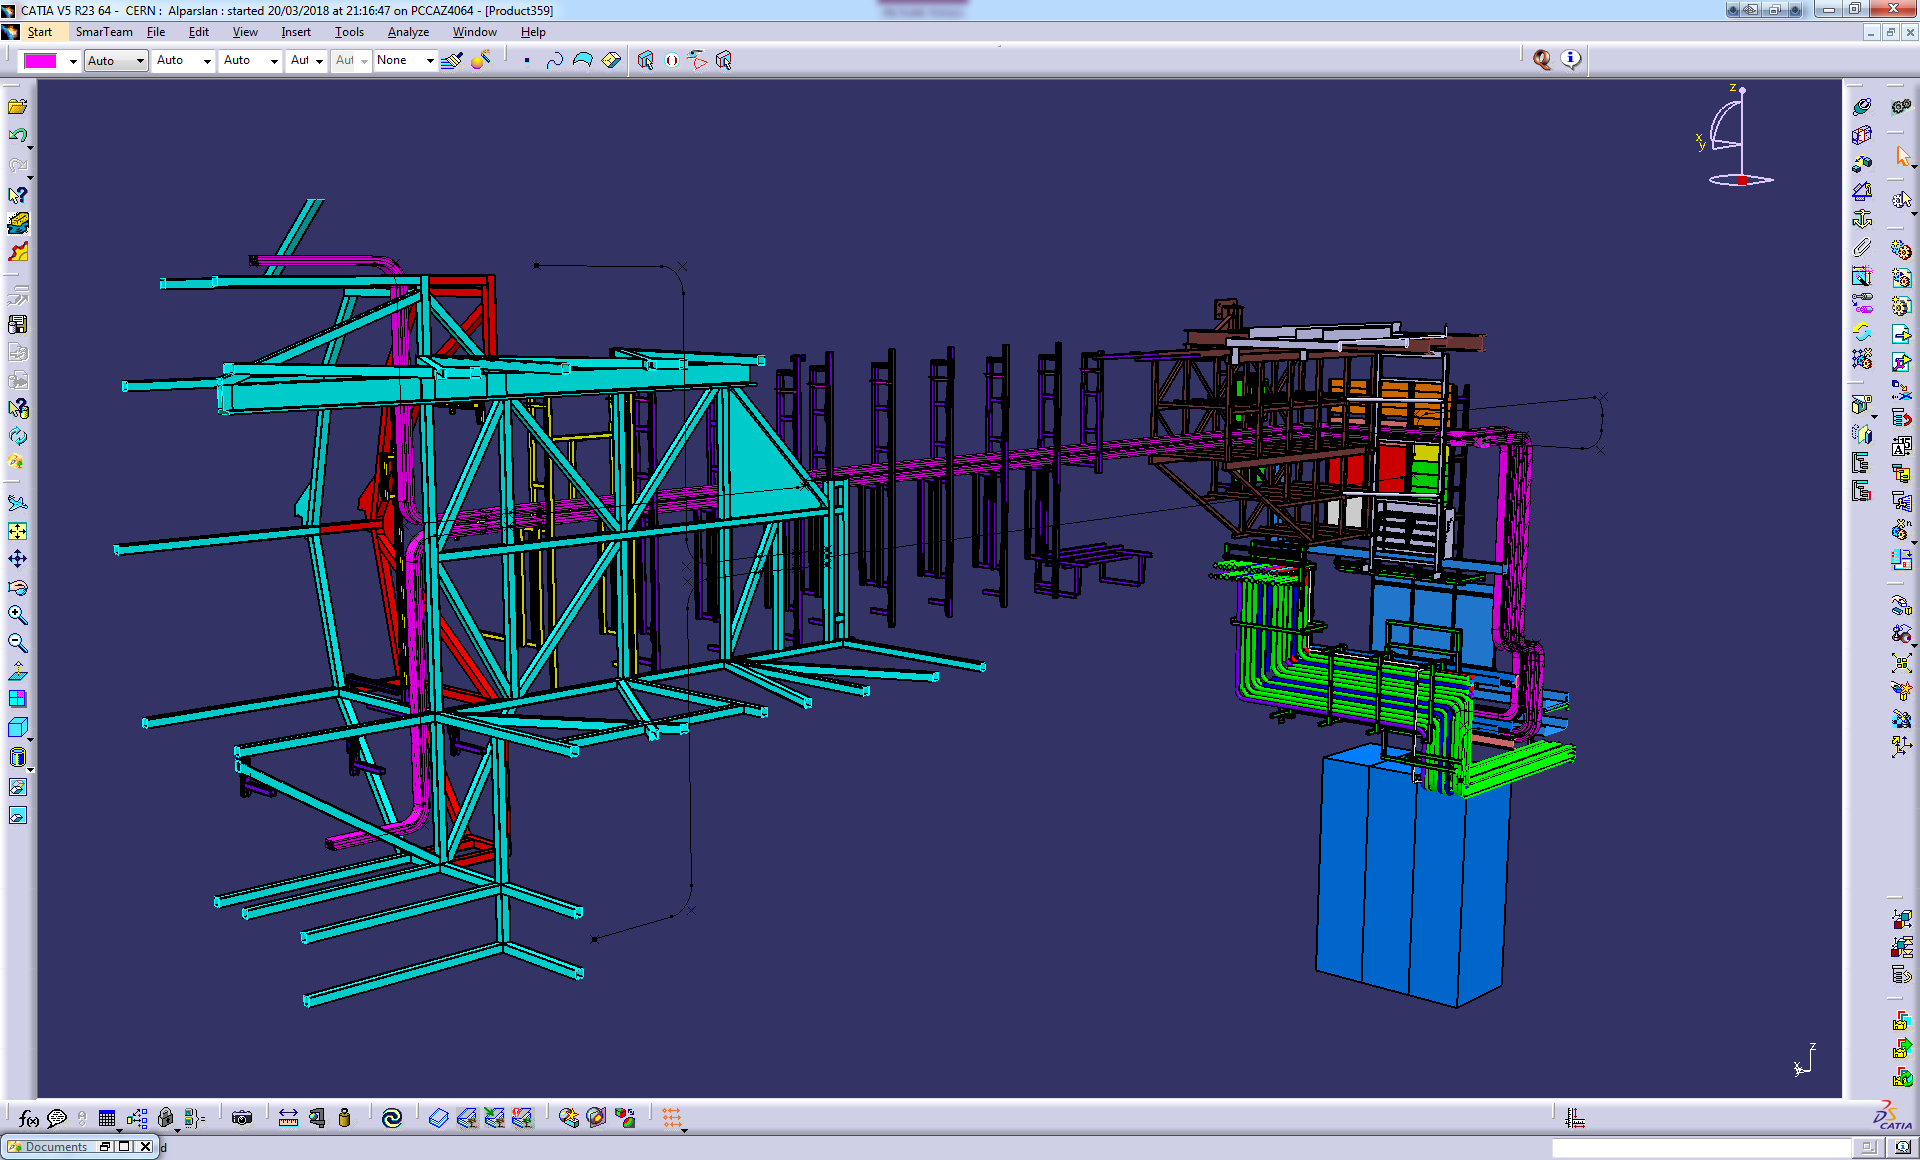 CATIA V5 R23 64 - CERN : Alparslan : started 20/03/2018 at 21:16:47 on PCCAZ4064 - [Product359]
Start SmarTeam File Edit View Insert Tools Analyze Window Help
Auto Auto Auto Aut Aut None
z
x
y
z
x
y
f(x)
DS
CATIA
Documents
d